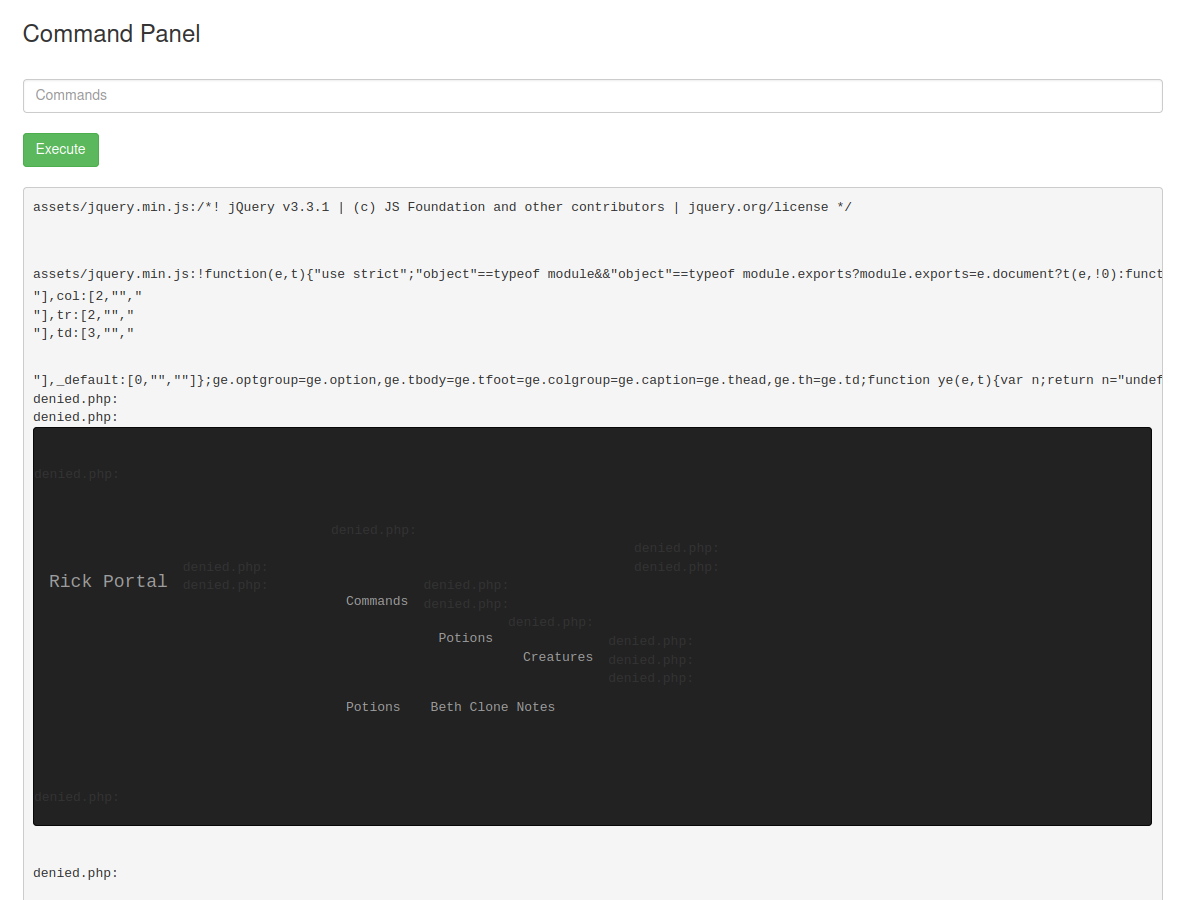 Command Panel
Commands
Execute
assets/jquery.min.js:/*! jQuery v3.3.1 | (c) JS Foundation and other contributors | jquery.org/license */
assets/jquery.min.js:!function(e,t){"use strict";"object"==typeof module&&"object"==typeof module.exports?module.exports=e.document?t(e,!0):funct
"],col:[2,"","
"],tr:[2,"","
"],td:[3,"","
"],_default:[0,"",""]};ge.optgroup=ge.option,ge.tbody=ge.tfoot=ge.colgroup=ge.caption=ge.thead,ge.th=ge.td;function ye(e,t){var n;return n="undef
denied.php:
denied.php:
denied.php:
denied.php:
denied.php:
denied.php: denied.php:
Rick Portal
denied.php: denied.php:
Commands denied.php:
denied.php:
Potions denied.php:
Creatures denied.php:
denied.php:
Potions Beth Clone Notes
denied.php:
denied.php: